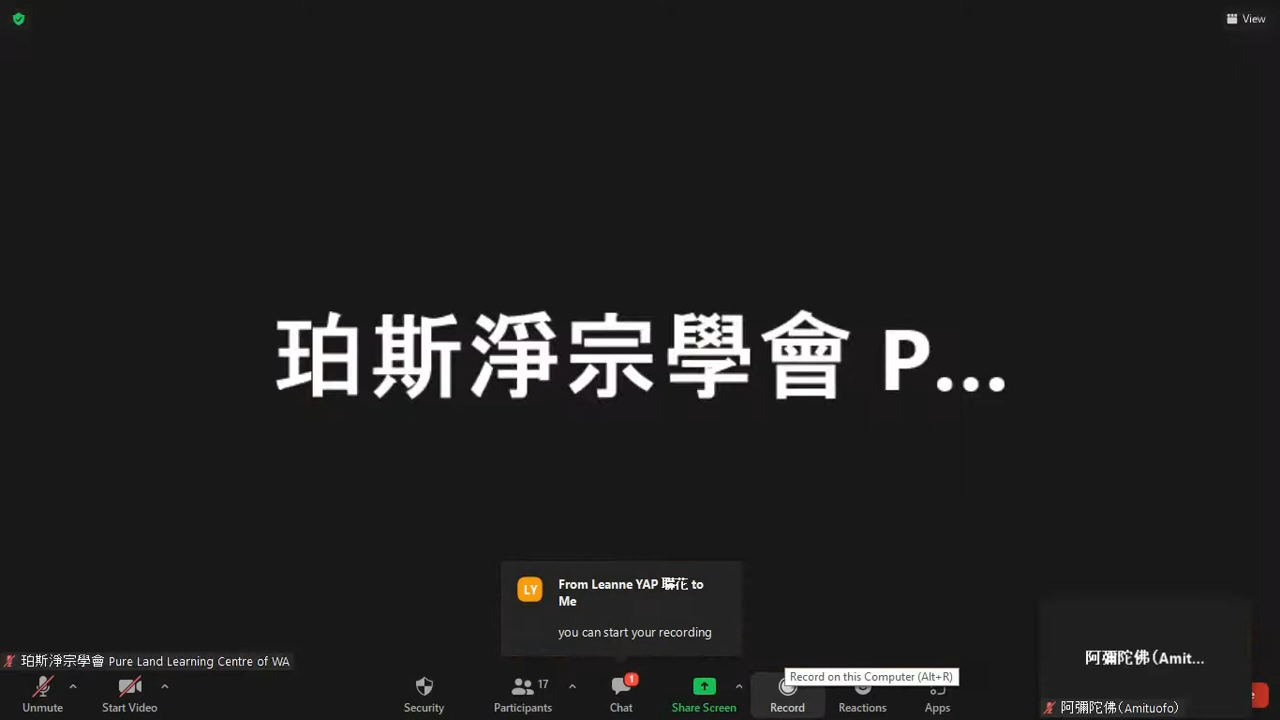 View
珀斯淨宗學會 P...
LY
From Leanne YAP 聯花 to
Me
you can start your recording
珀斯淨宗學會 Pure Land Learning Centre of WA
阿彌陀佛(Amit...
阿彌陀佛(Amituofo)
Record on this Computer (Alt+R)
17
1
Unmute
Start Video
Security
Participants
Chat
Share Screen
Record
Reactions
Apps